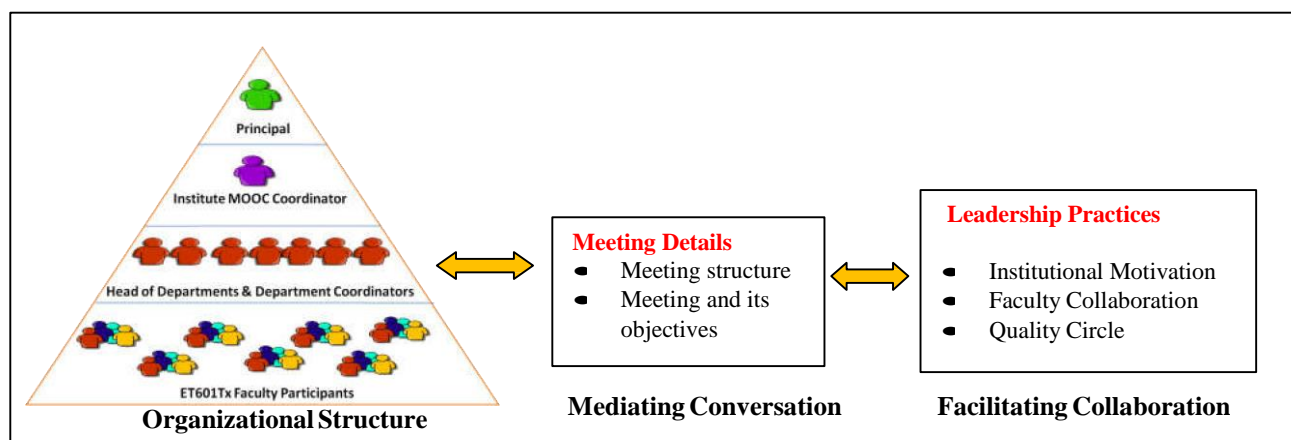 Principal
Institute MOOC Coordinator
Head of Departments & Department Coordinators
ET601Tx Faculty Participants
Organizational Structure
Meeting Details
Meeting structure
Meeting and its
objectives
Mediating Conversation
Leadership Practices
Institutional Motivation
Faculty Collaboration
Quality Circle
Facilitating Collaboration